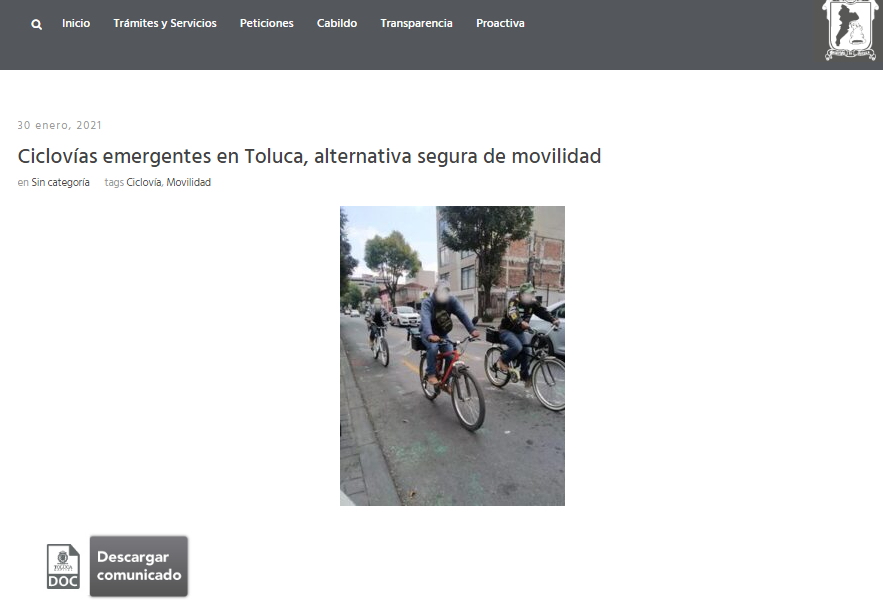 Inicio Trámites y Servicios Peticiones Cabildo Transparencia Proactiva
30 enero, 2021
Ciclovías emergentes en Toluca, alternativa segura de movilidad
en Sin categoría tags Ciclovía, Movilidad
DOC
Descargar
comunicado